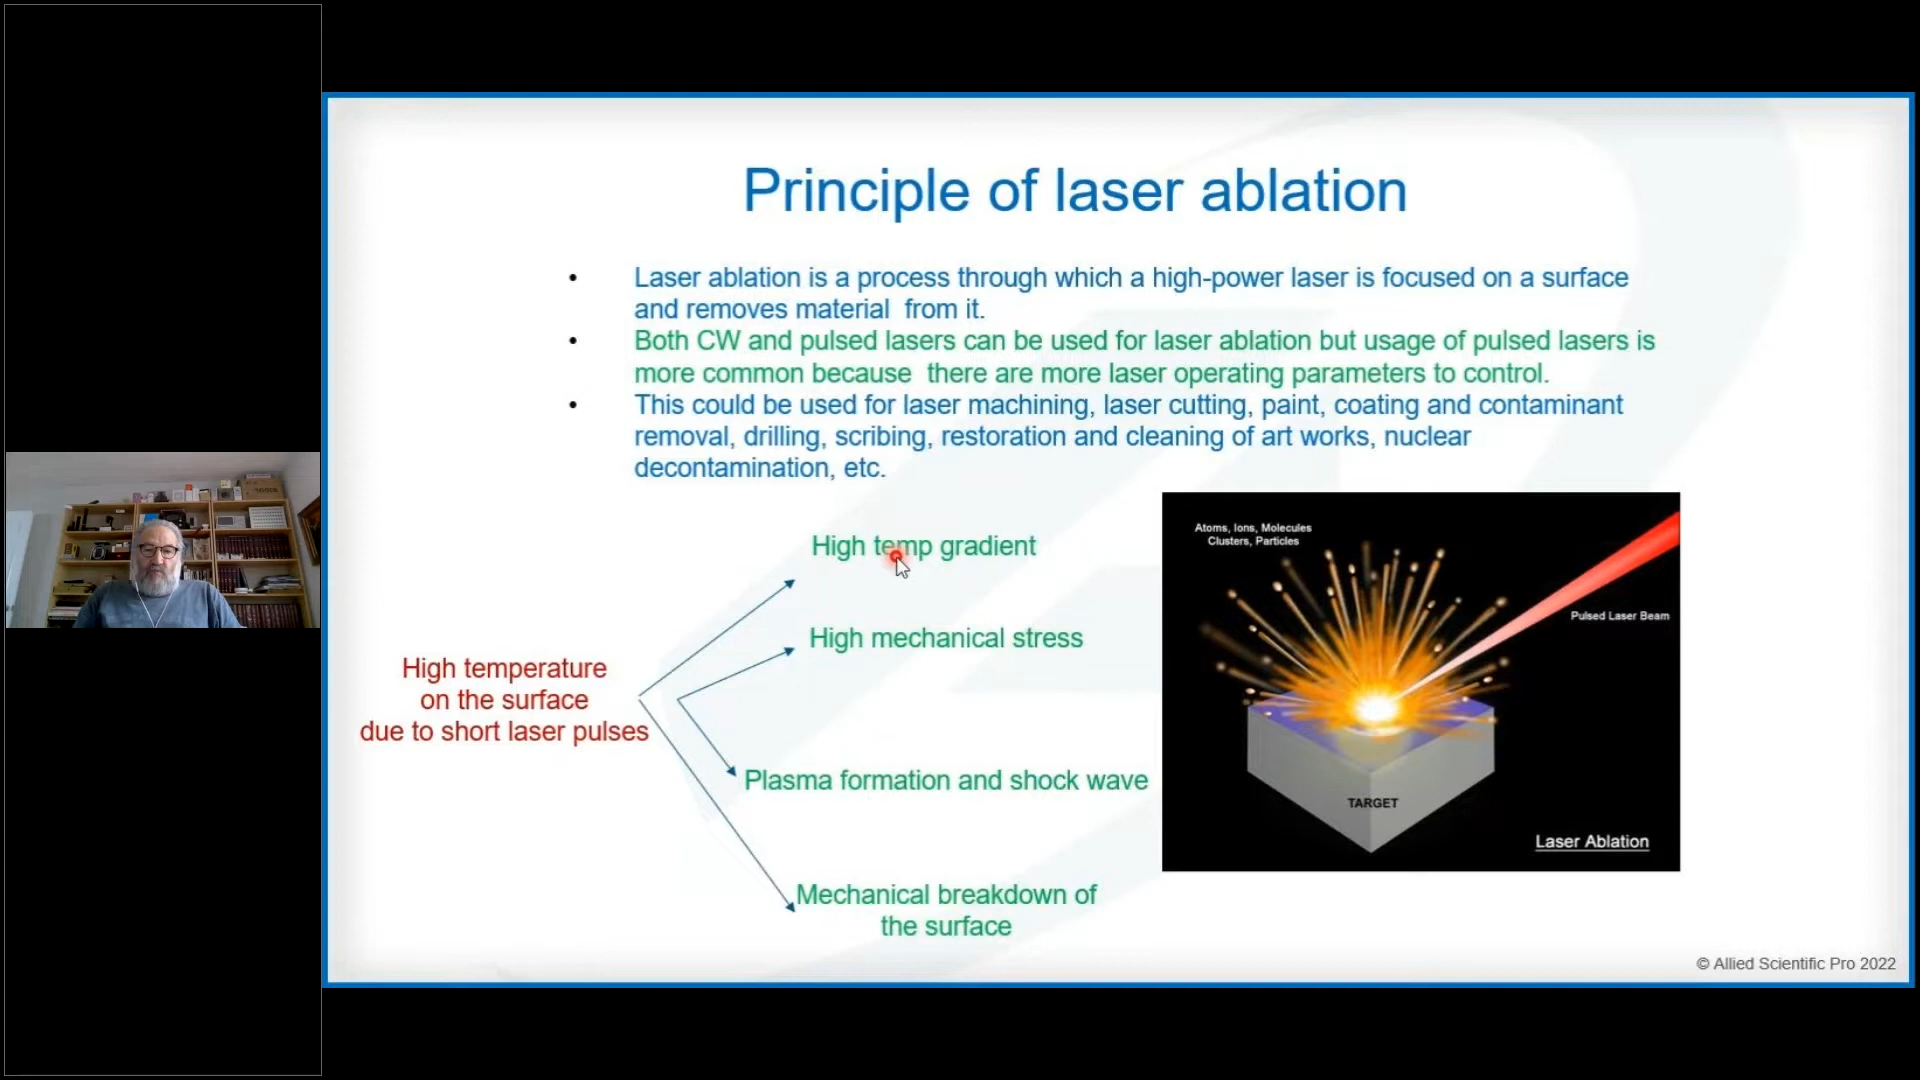 Principle of laser ablation
• Laser ablation is a process through which a high-power laser is focused on a surface
and removes material  from it.
• Both CW and pulsed lasers can be used for laser ablation but usage of pulsed lasers is
more common because  there are more laser operating parameters to control.
• This could be used for laser machining, laser cutting, paint, coating and contaminant
removal, drilling, scribing, restoration and cleaning of art works, nuclear
decontamination, etc.
High temp gradient
High mechanical stress
High temperature
on the surface
due to short laser pulses
Plasma formation and shock wave
Mechanical breakdown of
the surface
Atoms, Ions, Molecules
Clusters, Particles
Pulsed Laser Beam
TARGET
Laser Ablation
© Allied Scientific Pro 2022